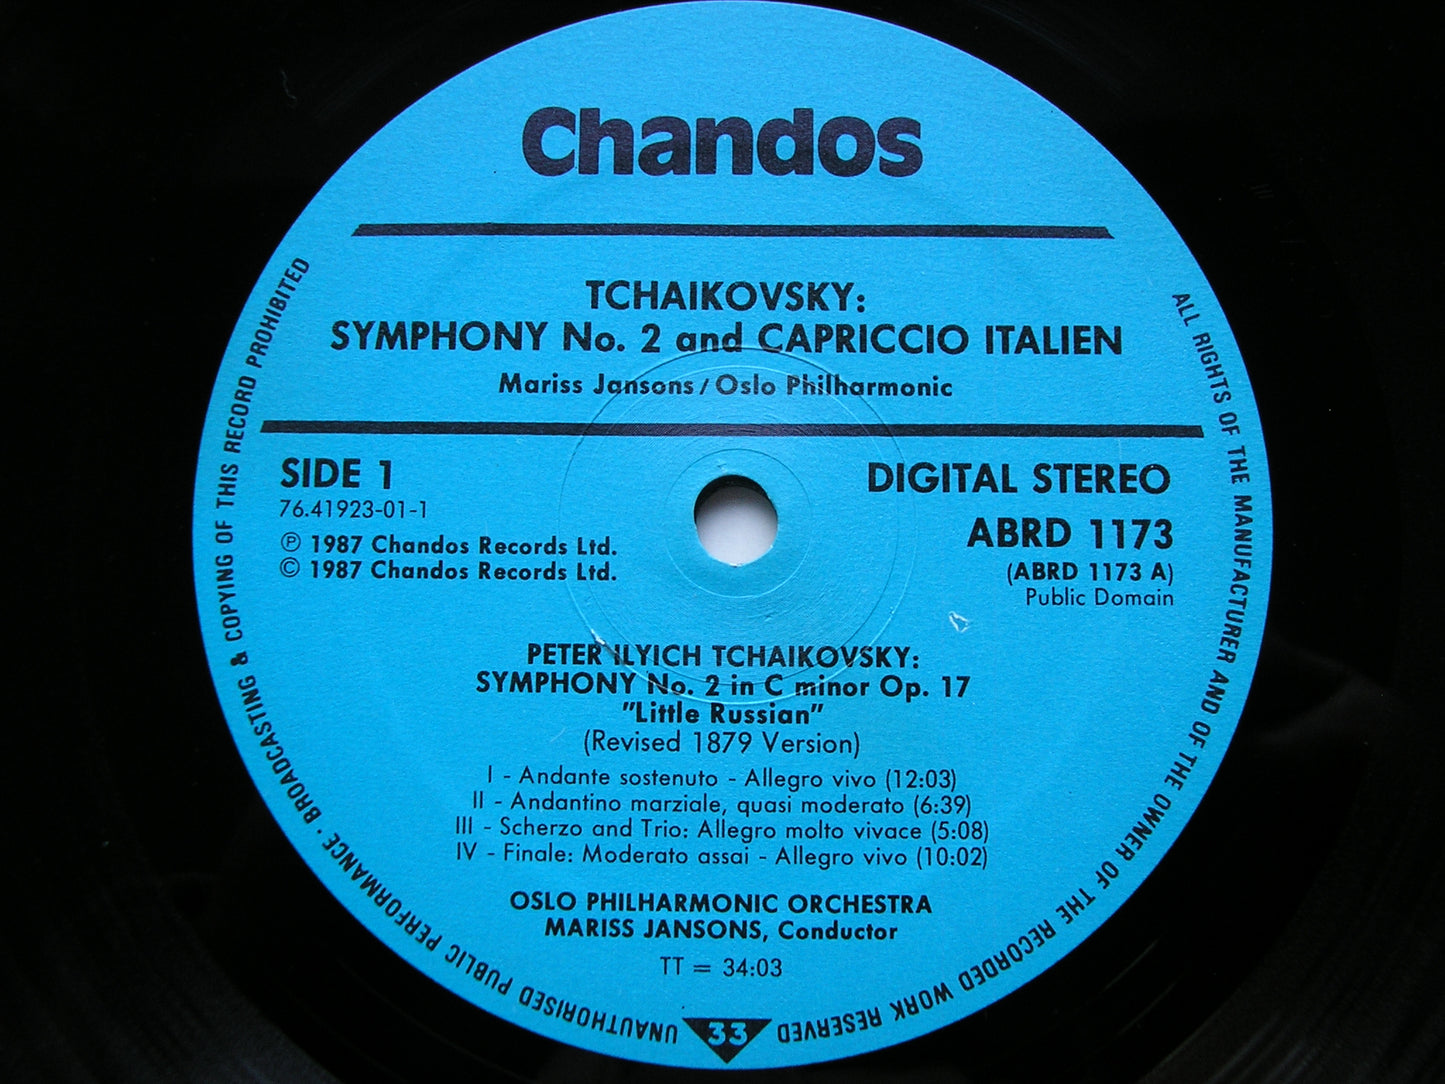 Chandos
TCHAIKOVSKY:
SYMPHONY No. 2 and CAPRICCIO ITALIEN
Mariss Jansons / Oslo Philharmonic
SIDE 1
76.41923-01-1
℗ 1987 Chandos Records Ltd.
© 1987 Chandos Records Ltd.
DIGITAL STEREO
ABRD 1173
(ABRD 1173 A)
Public Domain
PETER ILYICH TCHAIKOVSKY:
SYMPHONY No. 2 in C minor Op. 17
"Little Russian"
(Revised 1879 Version)
I - Andante sostenuto - Allegro vivo (12:03)
II - Andantino marziale, quasi moderato (6:39)
III - Scherzo and Trio: Allegro molto vivace (5:08)
IV - Finale: Moderato assai - Allegro vivo (10:02)
OSLO PHILHARMONIC ORCHESTRA
MARISS JANSONS, Conductor
TT = 34:03
33
ALL RIGHTS OF THE MANUFACTURER AND OF THE OWNER OF THE RECORDED WORK RESERVED
UNAUTHORISED PUBLIC PERFORMANCE · BROADCASTING & COPYING OF THIS RECORD PROHIBITED